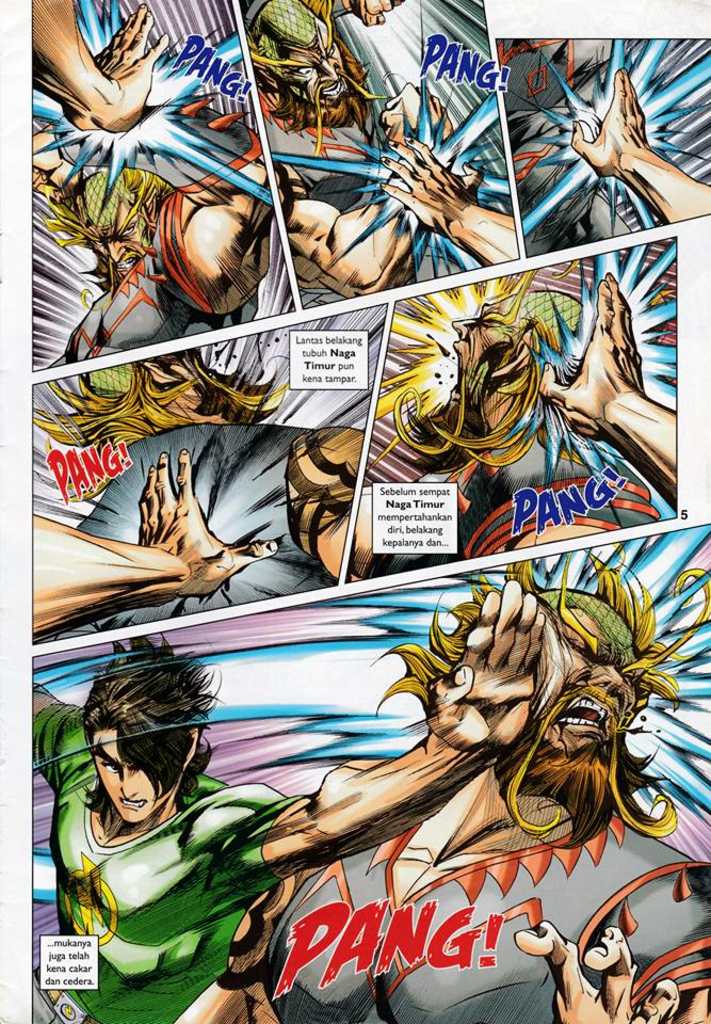 PANG!
PANG!
Lantas belakang
tubuh Naga
Timur pun
kena tampar.
PANG!
Sebelum sempat
Naga Timur
mempertahankan
diri, belakang
kepalanya dan...
PANG!
5
...mukanya
juga telah
kena cakar
dan cedera.
PANG!